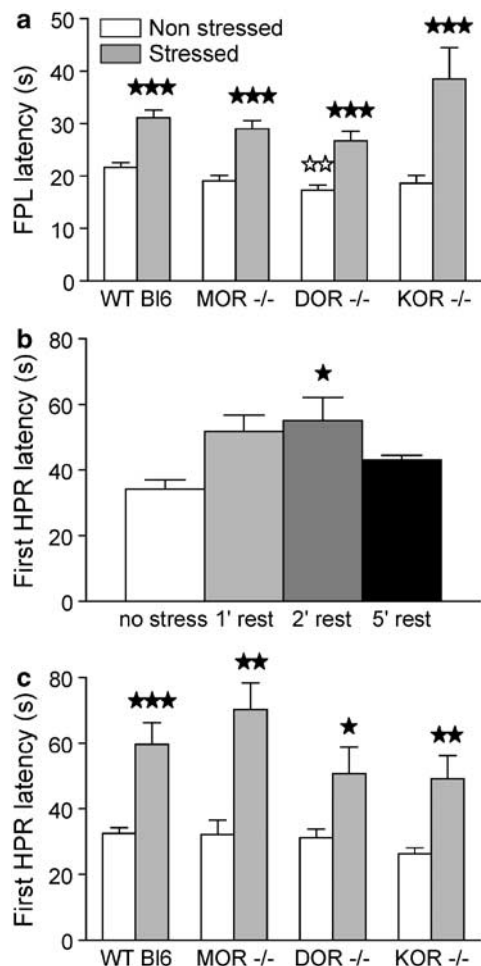 a
Non stressed
Stressed
FPL latency (s)
50
40
30
20
10
0
★★★
★★★
☆☆
★★★
★★★
WT Bl6 MOR -/- DOR -/- KOR -/-
b
First HPR latency (s)
80
60
40
20
0
★
no stress 1' rest 2' rest 5' rest
c
First HPR latency (s)
80
60
40
20
0
★★★
★★
★
★★
WT Bl6 MOR -/- DOR -/- KOR -/-